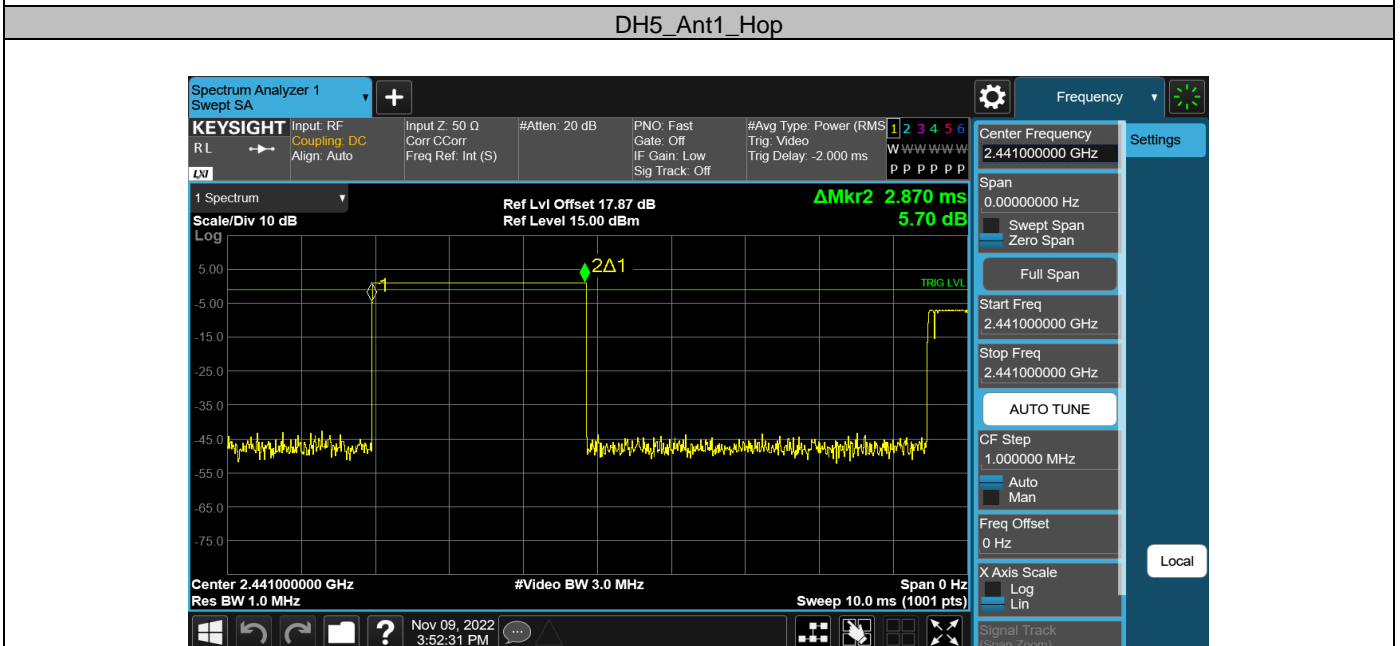 DH5_Ant1_Hop
Spectrum Analyzer 1
Swept SA
Frequency
KEYSIGHT
RL
LXI
Input: RF
Coupling: DC
Align: Auto
Input Z: 50 Ω
Corr CCorr
Freq Ref: Int (S)
#Atten: 20 dB
PNO: Fast
Gate: Off
IF Gain: Low
Sig Track: Off
#Avg Type: Power (RMS
Trig: Video
Trig Delay: -2.000 ms
1 2 3 4 5 6
W W W W W W
P P P P P P
Center Frequency
2.441000000 GHz
Settings
1 Spectrum
Scale/Div 10 dB
Log
Ref Lvl Offset 17.87 dB
Ref Level 15.00 dBm
ΔMkr2 2.870 ms
5.70 dB
Span
0.00000000 Hz
Swept Span
Zero Span
Full Span
Start Freq
2.441000000 GHz
Stop Freq
2.441000000 GHz
AUTO TUNE
CF Step
1.000000 MHz
Auto
Man
Freq Offset
0 Hz
X Axis Scale
Log
Lin
Signal Track
(Span Zoom)
Local
2Δ1
1
TRIG LVL
5.00
-5.00
-15.0
-25.0
-35.0
-45.0
-55.0
-65.0
-75.0
Center 2.441000000 GHz
Res BW 1.0 MHz
#Video BW 3.0 MHz
Span 0 Hz
Sweep 10.0 ms (1001 pts)
?
Nov 09, 2022
3:52:31 PM